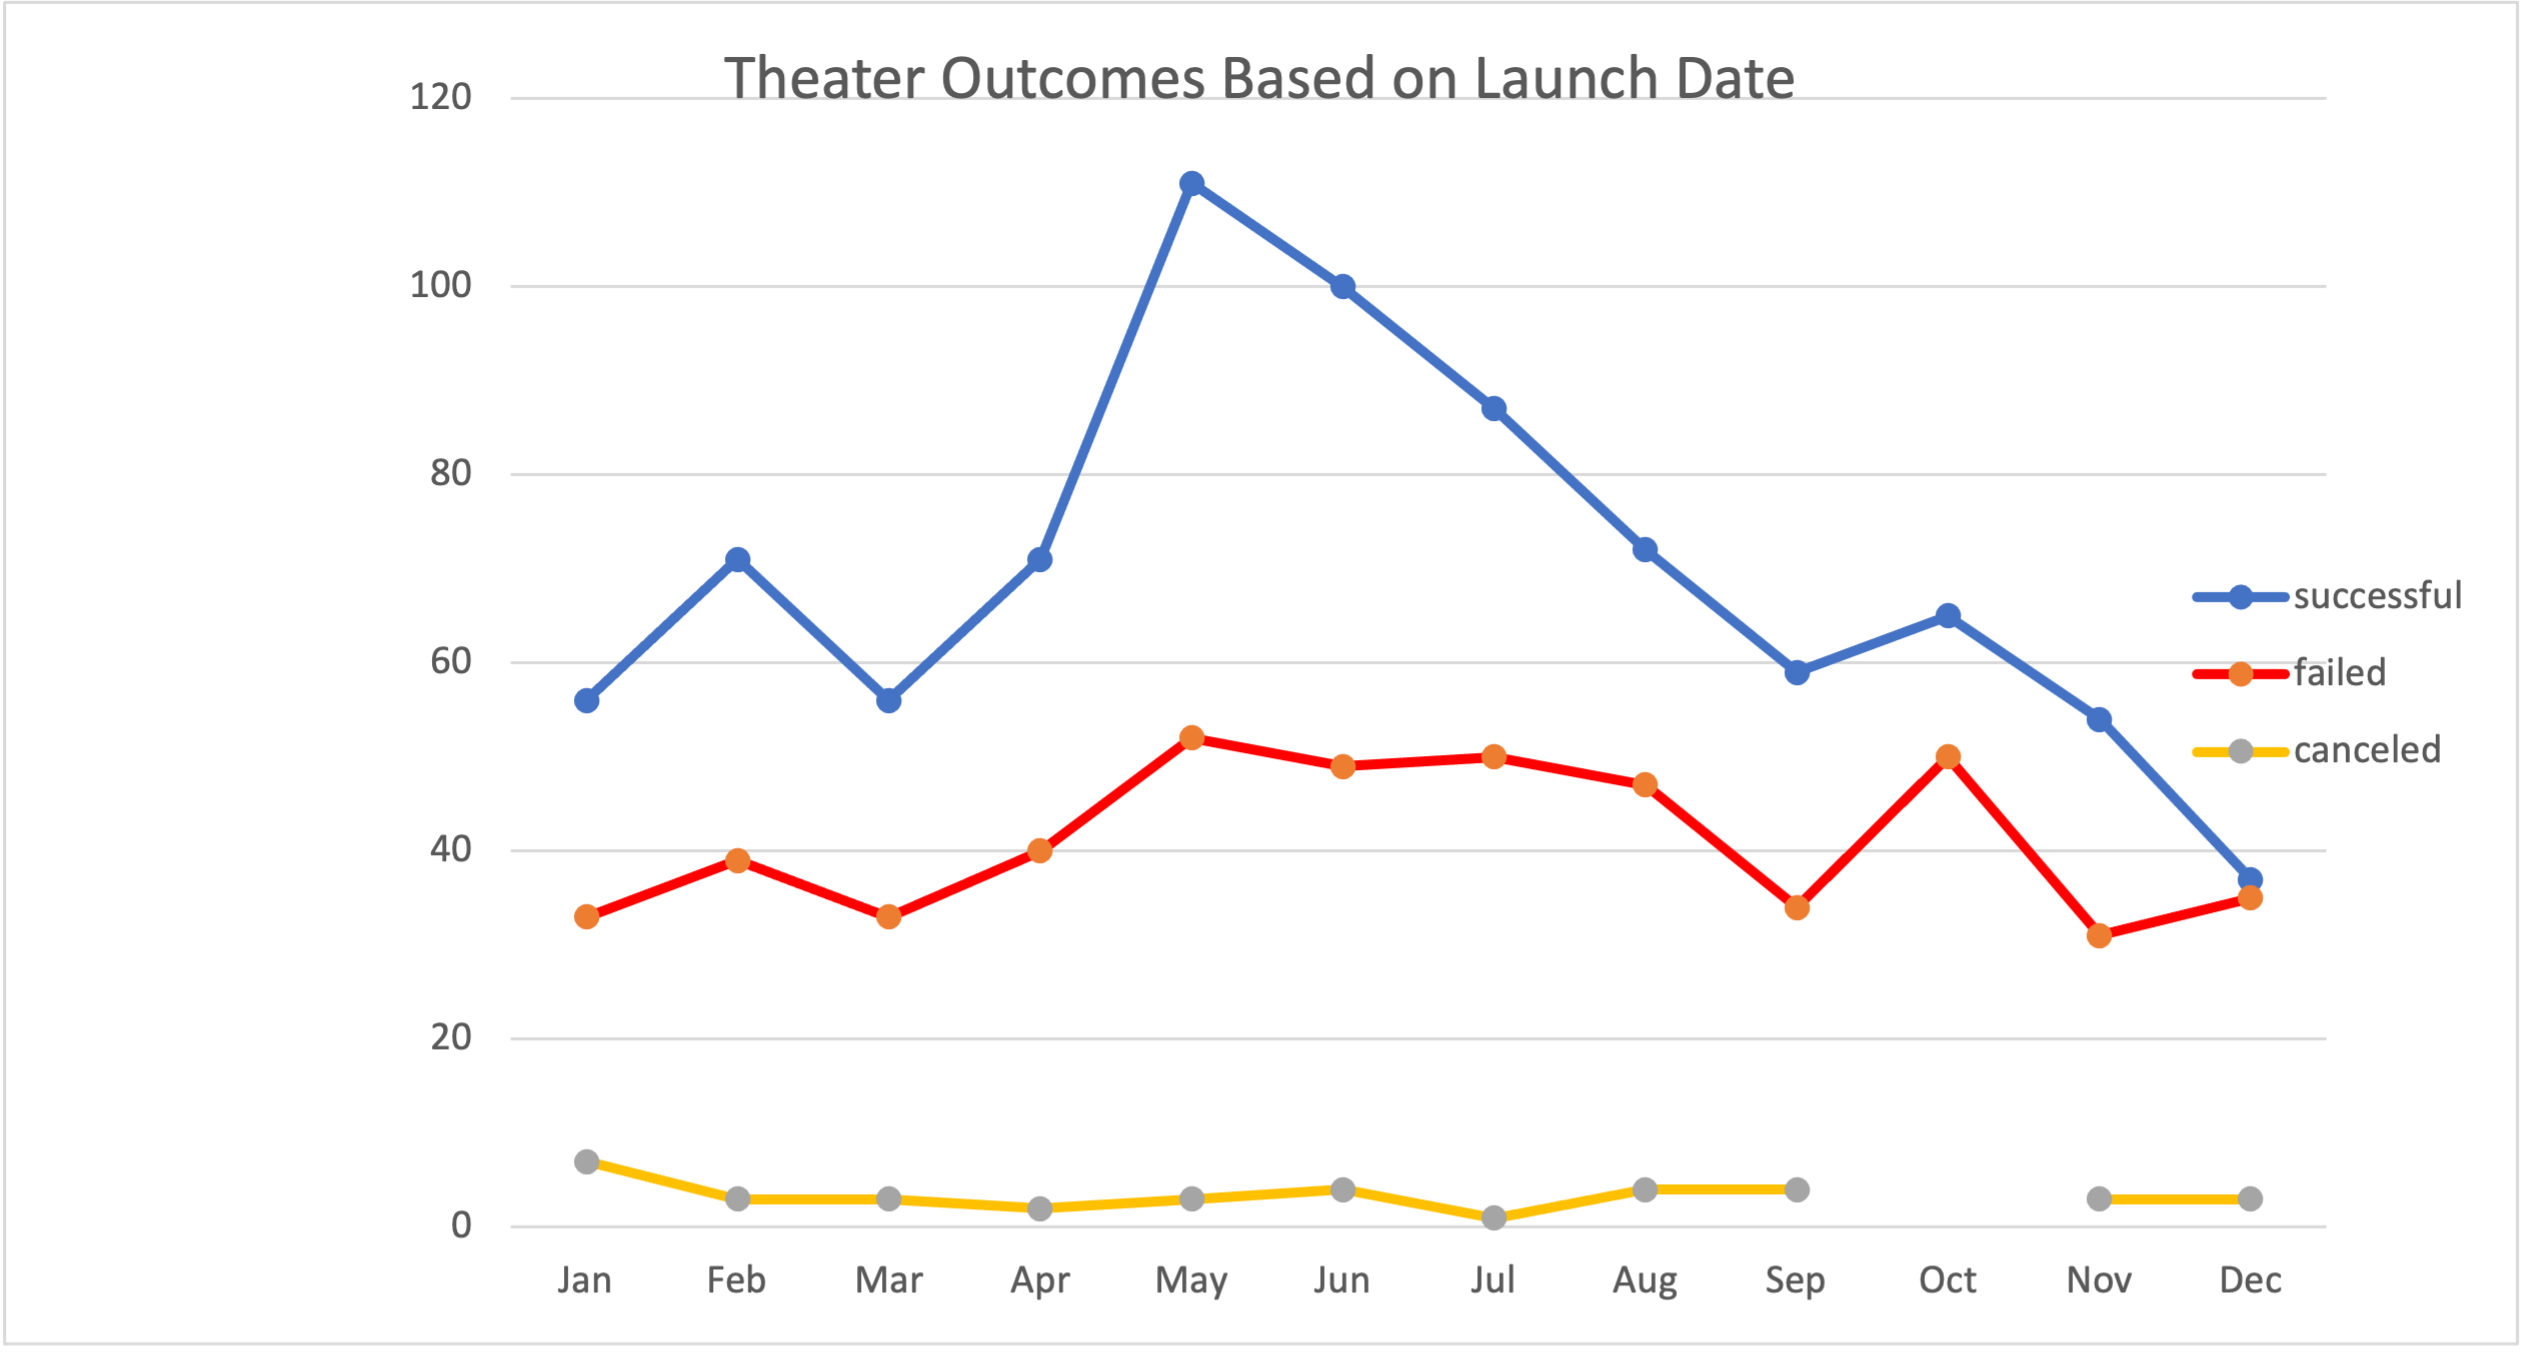 Theater Outcomes Based on Launch Date
120
100
80
60
40
20
0
successful
failed
canceled
Jan Feb Mar Apr May Jun Jul Aug Sep Oct Nov Dec